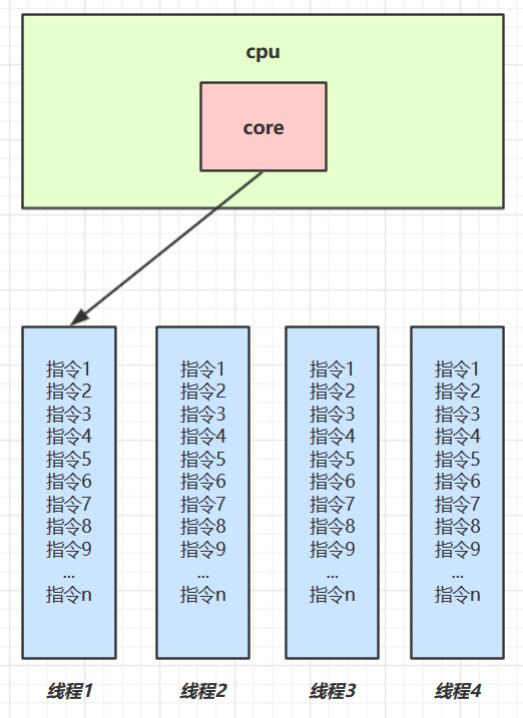 cpu
core
指令1
指令2
指令3
指令4
指令5
指令6
指令7
指令8
指令9
...
指令n
线程1
指令1
指令2
指令3
指令4
指令5
指令6
指令7
指令8
指令9
...
指令n
线程2
指令1
指令2
指令3
指令4
指令5
指令6
指令7
指令8
指令9
...
指令n
线程3
指令1
指令2
指令3
指令4
指令5
指令6
指令7
指令8
指令9
...
指令n
线程4